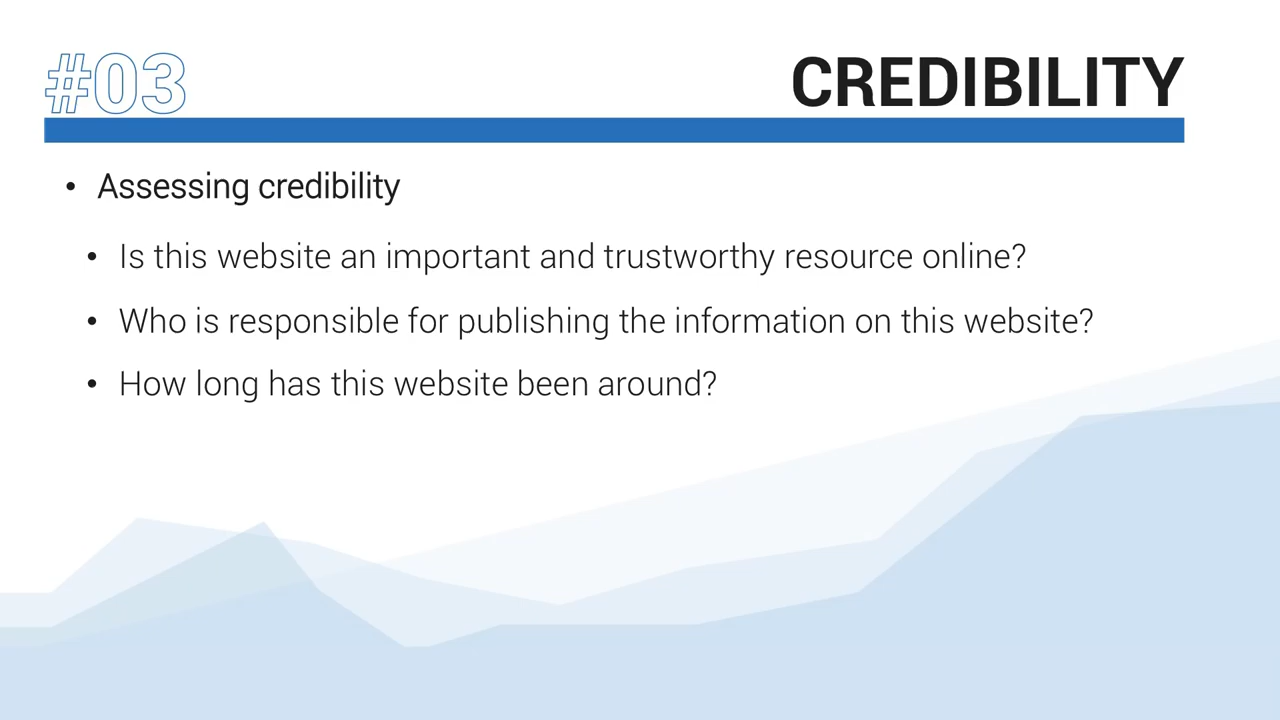 #03
CREDIBILITY
• Assessing credibility
• Is this website an important and trustworthy resource online?
• Who is responsible for publishing the information on this website?
• How long has this website been around?